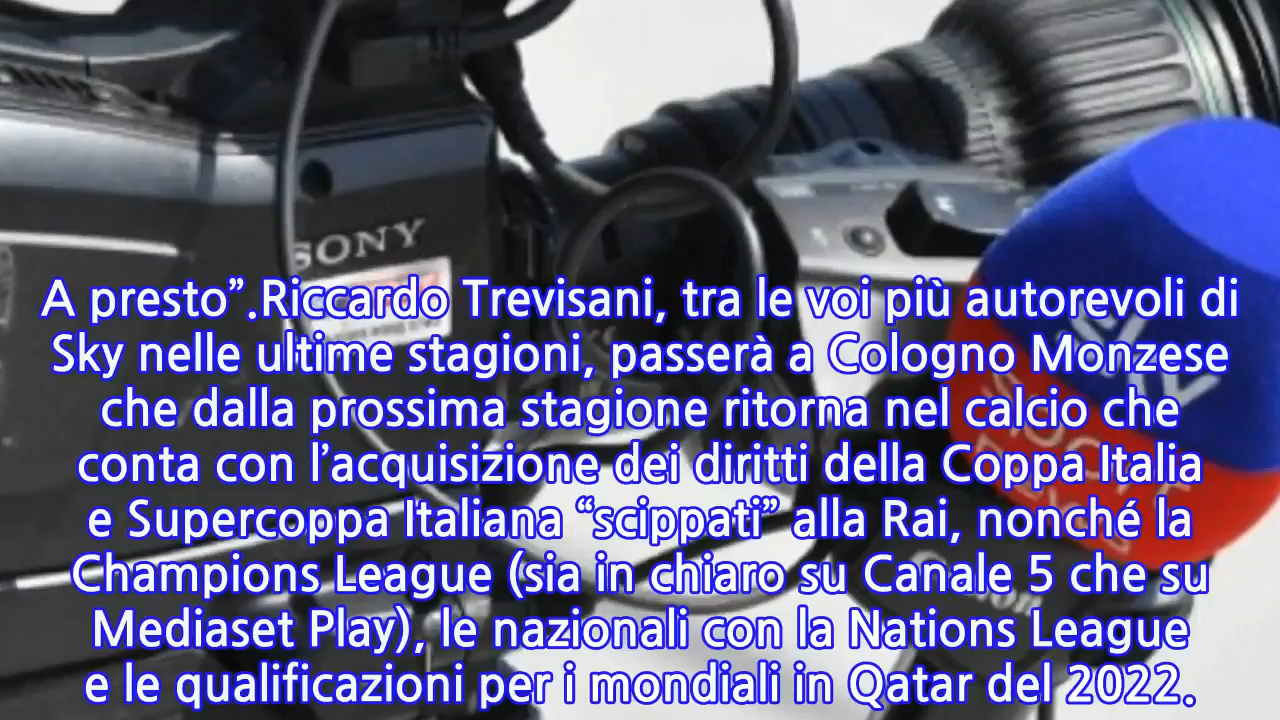 SONY
A presto”.Riccardo Trevisani, tra le voi più autorevoli di
Sky nelle ultime stagioni, passerà a Cologno Monzese
che dalla prossima stagione ritorna nel calcio che
conta con l’acquisizione dei diritti della Coppa Italia
e Supercoppa Italiana “scippati” alla Rai, nonché la
Champions League (sia in chiaro su Canale 5 che su
Mediaset Play), le nazionali con la Nations League
e le qualificazioni per i mondiali in Qatar del 2022.